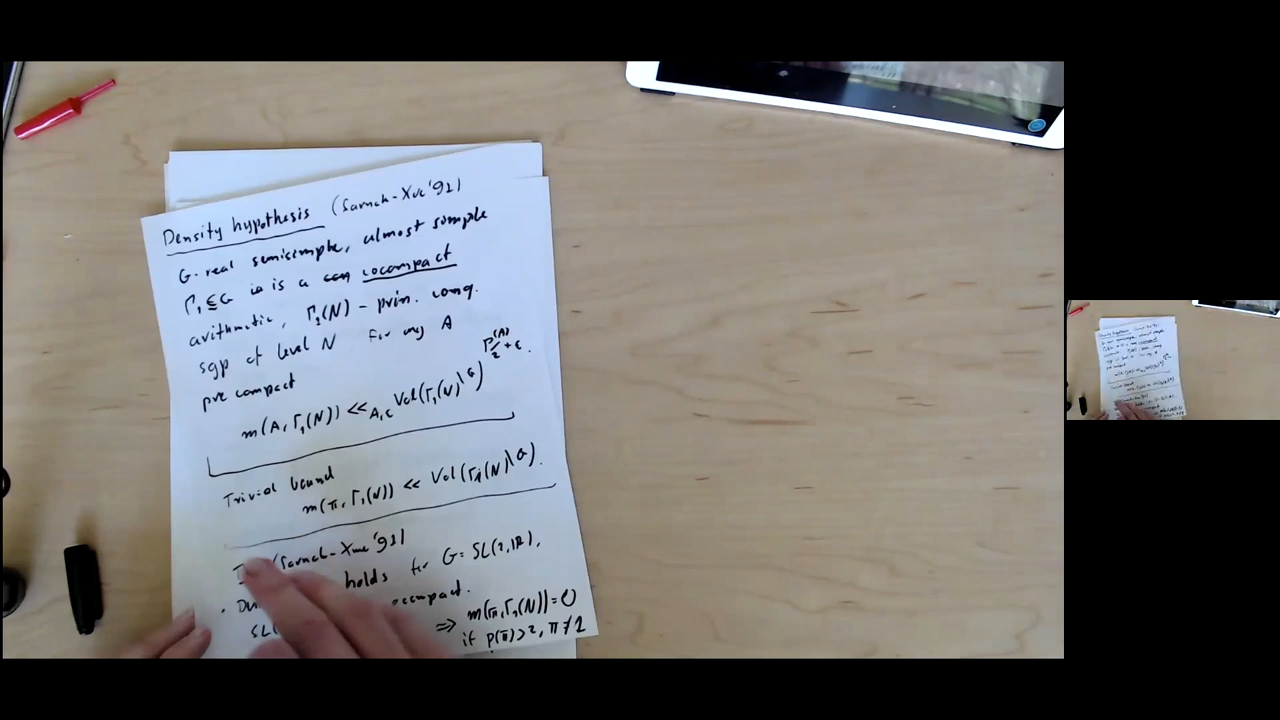 Density hypothesis (Sarnak-Xue '91)
G-real semisimple, almost simple
Γ₁ ⊆ G is a cocompact
arithmetic, Γ₁(N) - prin. cong.
sgp of level N for any A
pre compact
m(A, Γ₁(N)) <<_{A,ε} Vol(Γ₁(N)\G)^{2/p(A) + ε}.
Trivial bound
m(π, Γ₁(N)) << Vol(Γ₁(N)\G).
(Sarnak-Xue '91)
holds for G = SL(2,ℝ),
cocompact.
SL(
⇒ m(π, Γ₁(N)) = 0
if p(π) > 2, π ≠ 1